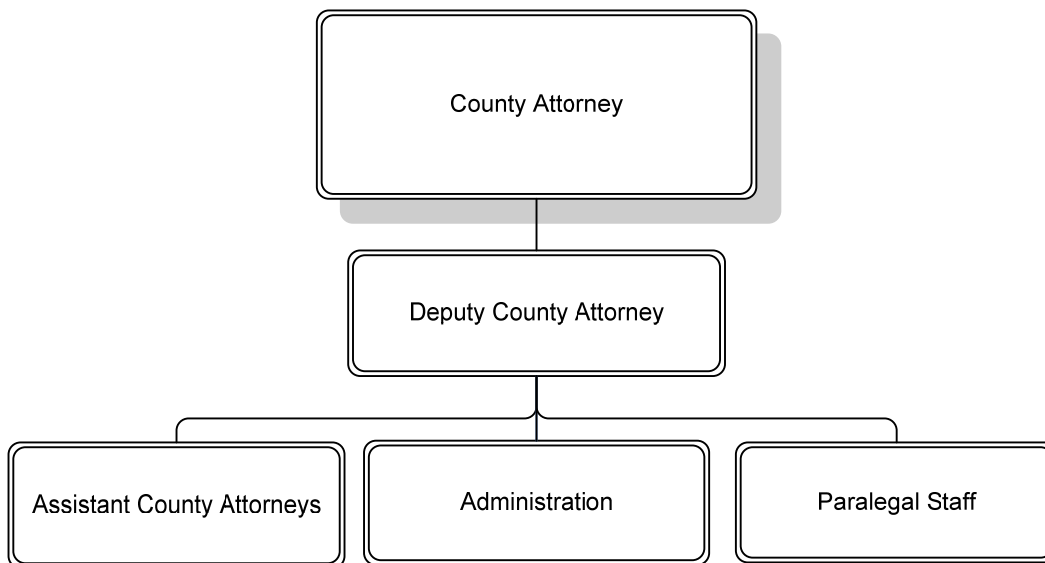 County Attorney
Deputy County Attorney
Assistant County Attorneys
Administration
Paralegal Staff